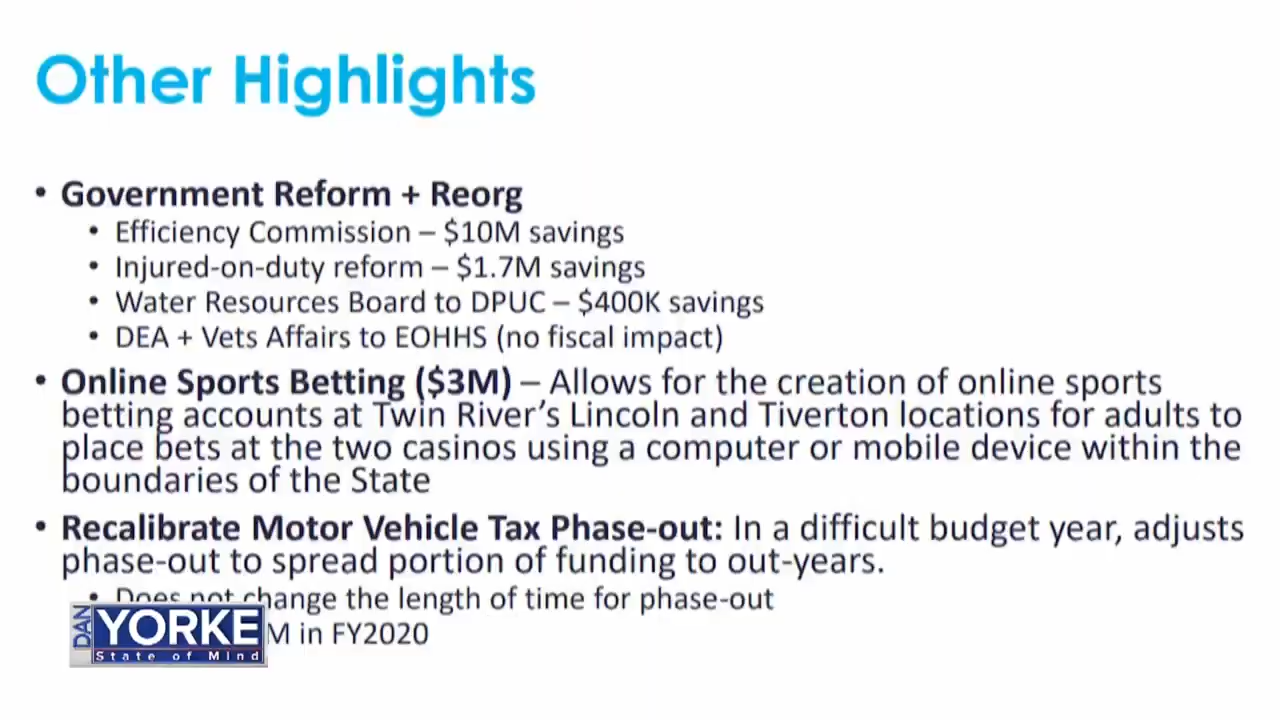 Other Highlights
• Government Reform + Reorg
• Efficiency Commission – $10M savings
• Injured-on-duty reform – $1.7M savings
• Water Resources Board to DPUC – $400K savings
• DEA + Vets Affairs to EOHHS (no fiscal impact)
• Online Sports Betting ($3M) – Allows for the creation of online sports
betting accounts at Twin River’s Lincoln and Tiverton locations for adults to
place bets at the two casinos using a computer or mobile device within the
boundaries of the State
• Recalibrate Motor Vehicle Tax Phase-out: In a difficult budget year, adjusts
phase-out to spread portion of funding to out-years.
• Does not change the length of time for phase-out
M in FY2020
DAN
YORKE
State of Mind